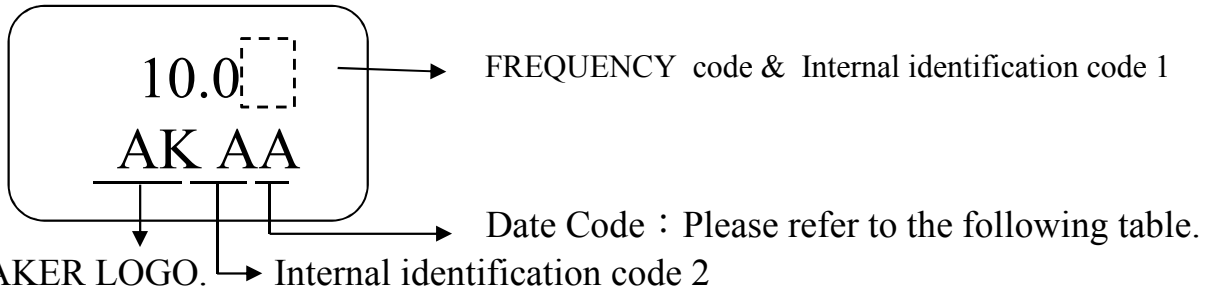 10.0 FREQUENCY code & Internal identification code 1
AK AA
Date Code：Please refer to the following table.
AKER LOGO. Internal identification code 2